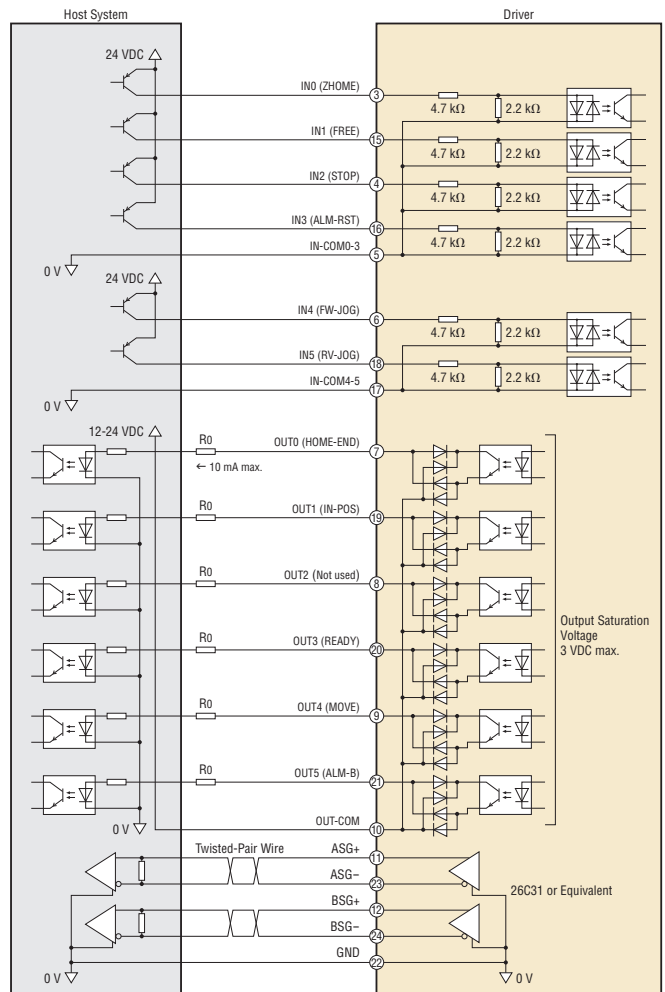 Host System
Driver
24 VDC
IN0 (ZHOME)
3
4.7 kΩ
2.2 kΩ
IN1 (FREE)
15
4.7 kΩ
2.2 kΩ
IN2 (STOP)
4
4.7 kΩ
2.2 kΩ
IN3 (ALM-RST)
16
4.7 kΩ
2.2 kΩ
IN-COM0-3
5
0 V
24 VDC
IN4 (FW-JOG)
6
4.7 kΩ
2.2 kΩ
IN5 (RV-JOG)
18
4.7 kΩ
2.2 kΩ
IN-COM4-5
17
0 V
12-24 VDC
R0
OUT0 (HOME-END)
7
← 10 mA max.
R0
OUT1 (IN-POS)
19
R0
OUT2 (Not used)
8
Output Saturation
Voltage
3 VDC max.
R0
OUT3 (READY)
20
R0
OUT4 (MOVE)
9
R0
OUT5 (ALM-B)
21
OUT-COM
10
0 V
Twisted-Pair Wire
ASG+
11
ASG−
23
26C31 or Equivalent
BSG+
12
BSG−
24
GND
22
0 V
0 V